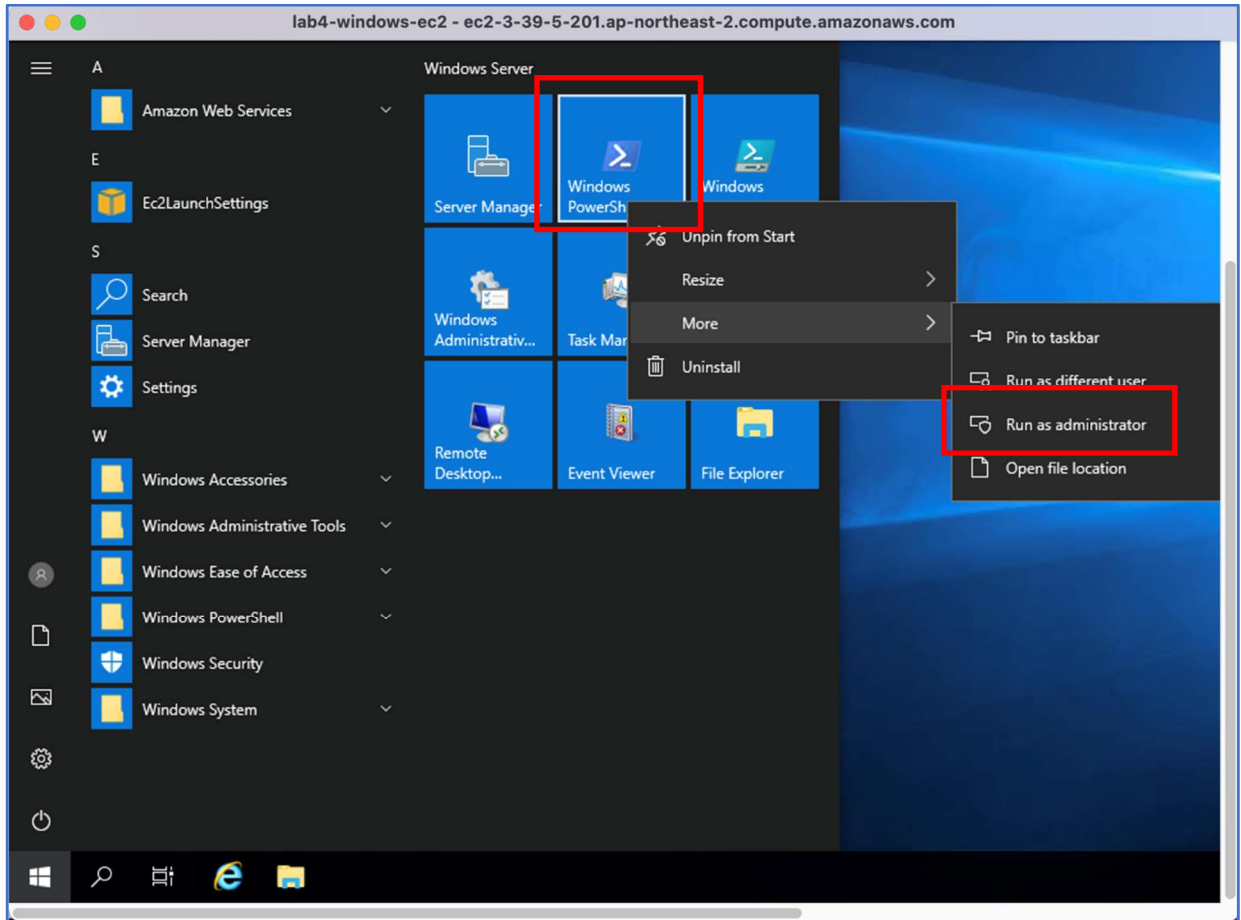 lab4-windows-ec2 - ec2-3-39-5-201.ap-northeast-2.compute.amazonaws.com
A
Amazon Web Services
E
Ec2LaunchSettings
S
Search
Server Manager
Settings
W
Windows Accessories
Windows Administrative Tools
Windows Ease of Access
Windows PowerShell
Windows Security
Windows System
Windows Server
Server Manager
Windows
PowerSh
Windows
Windows
Administrativ...
Task Mar
Remote
Desktop...
Event Viewer
File Explorer
Unpin from Start
Resize
More
Uninstall
Pin to taskbar
Run as different user
Run as administrator
Open file location